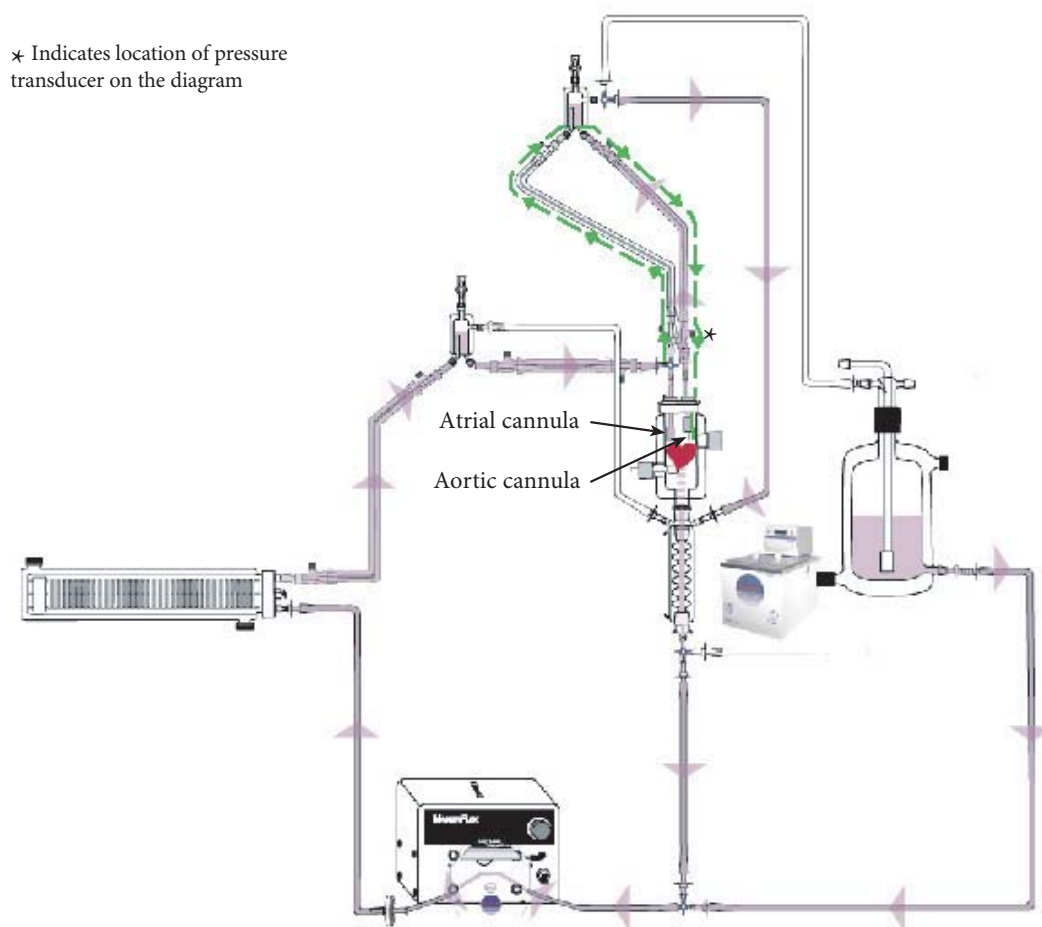 * Indicates location of pressure
transducer on the diagram
Atrial cannula
Aortic cannula
MASTERFLEX